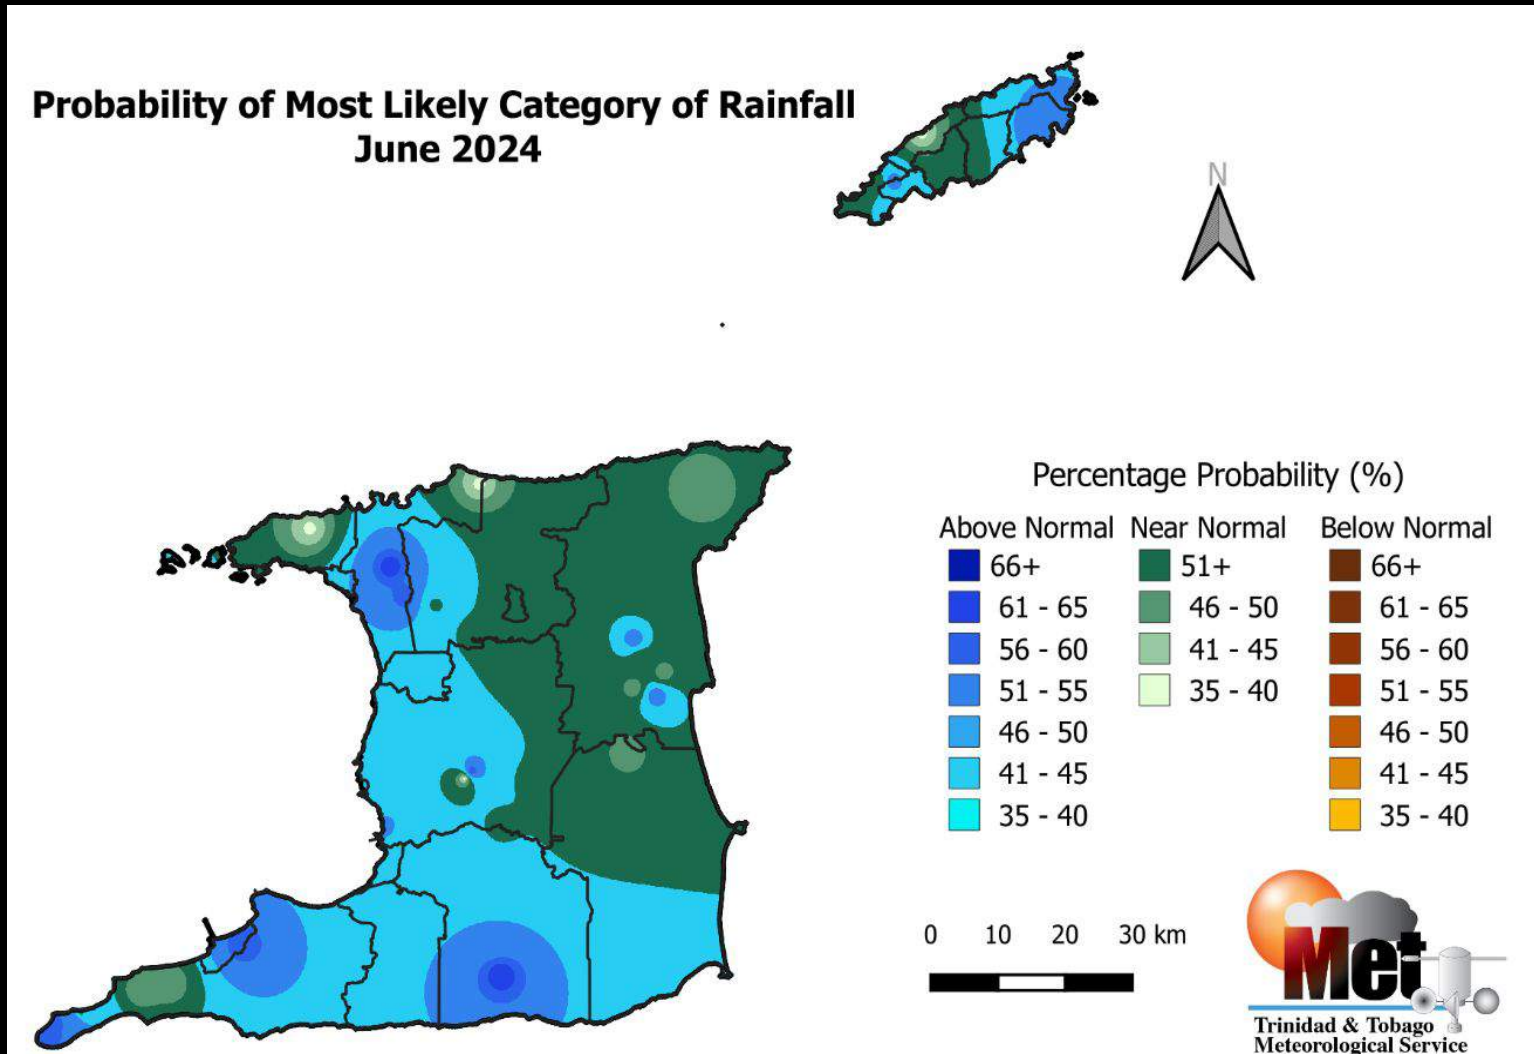 Probability of Most Likely Category of Rainfall
June 2024
N
Percentage Probability (%)
Above Normal Near Normal Below Normal
66+ 51+ 66+
61 - 65 46 - 50 61 - 65
56 - 60 41 - 45 56 - 60
51 - 55 35 - 40 51 - 55
46 - 50 46 - 50
41 - 45 41 - 45
35 - 40 35 - 40
0 10 20 30 km
Met
Trinidad & Tobago
Meteorological Service